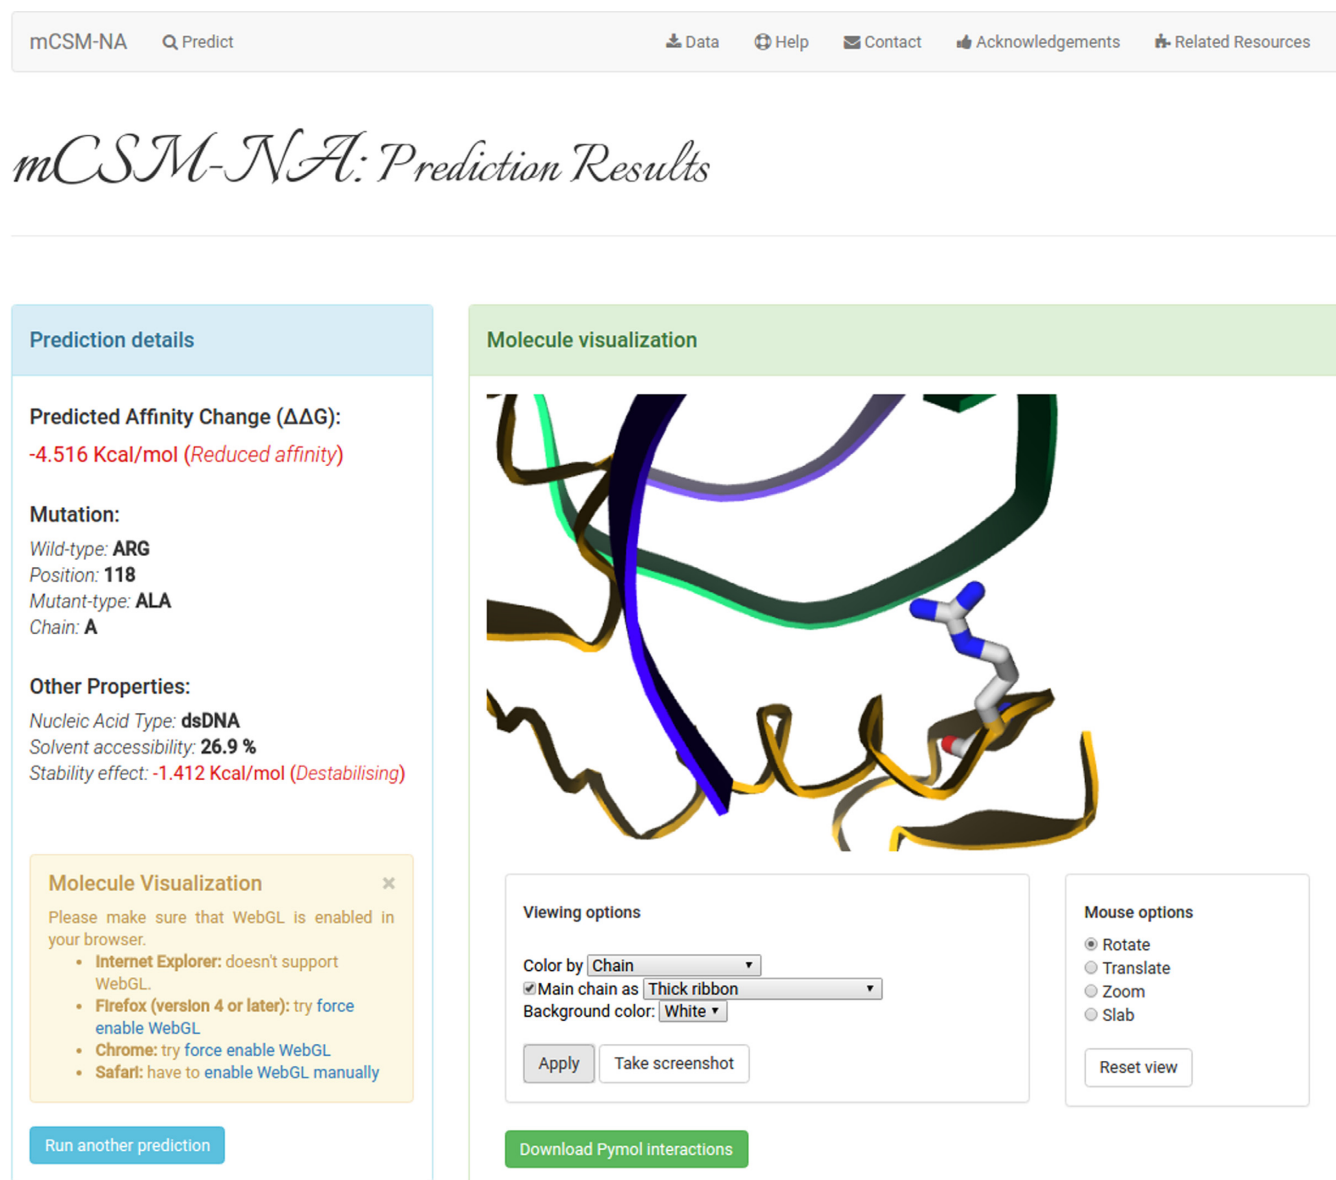 mCSM-NA Predict Data Help Contact Acknowledgements Related Resources
mCSM-NA: Prediction Results
Prediction details
Predicted Affinity Change (ΔΔG):
-4.516 Kcal/mol (Reduced affinity)
Mutation:
Wild-type: ARG
Position: 118
Mutant-type: ALA
Chain: A
Other Properties:
Nucleic Acid Type: dsDNA
Solvent accessibility: 26.9 %
Stability effect: -1.412 Kcal/mol (Destabilising)
Molecule Visualization ×
Please make sure that WebGL is enabled in
your browser.
• Internet Explorer: doesn't support
WebGL.
• Firefox (version 4 or later): try force
enable WebGL
• Chrome: try force enable WebGL
• Safari: have to enable WebGL manually
Run another prediction
Molecule visualization
Viewing options
Color by Chain
Main chain as Thick ribbon
Background color: White
Apply Take screenshot
Mouse options
Rotate
Translate
Zoom
Slab
Reset view
Download Pymol interactions